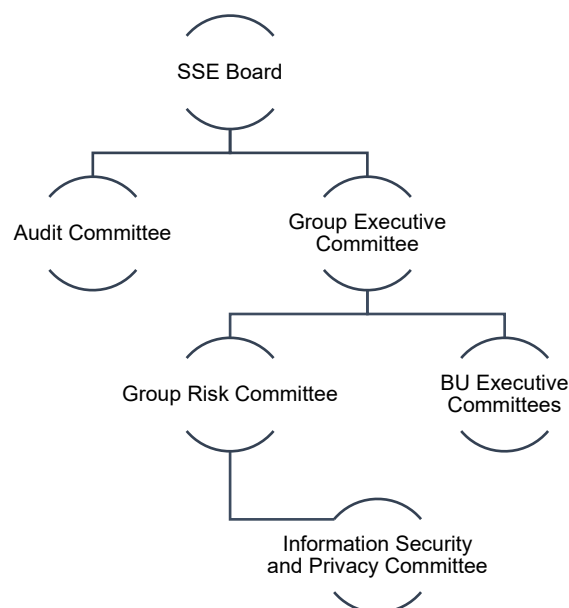 SSE Board
Audit Committee
Group Executive
Committee
Group Risk Committee
BU Executive
Committees
Information Security
and Privacy Committee